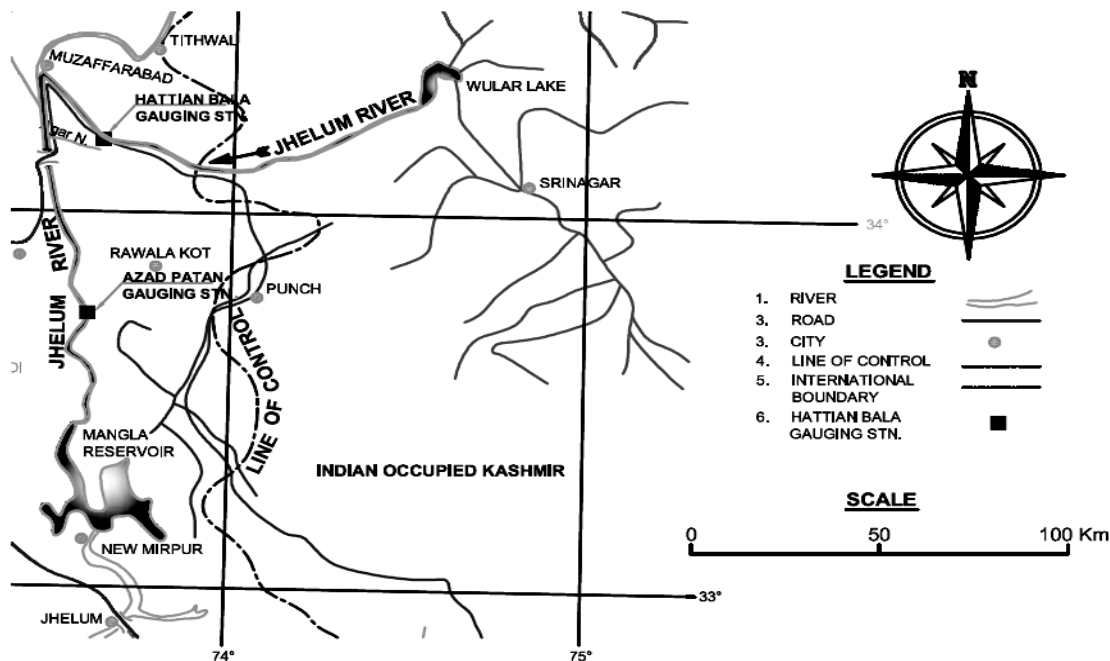 TITHWAL
MUZAFFARABAD
HATTIAN BALA
GAUGING STN.
gar N.
WULAR LAKE
JHELUM RIVER
SRINAGAR
N
34°
JHELUM RIVER
RAWALA KOT
AZAD PATAN
GAUGING STN.
PUNCH
LINE OF CONTROL
DI
MANGLA
RESERVOIR
INDIAN OCCUPIED KASHMIR
NEW MIRPUR
JHELUM
33°
74°
75°
LEGEND
1. RIVER
3. ROAD
3. CITY
4. LINE OF CONTROL
5. INTERNATIONAL
BOUNDARY
6. HATTIAN BALA
GAUGING STN.
SCALE
0 50 100 Km